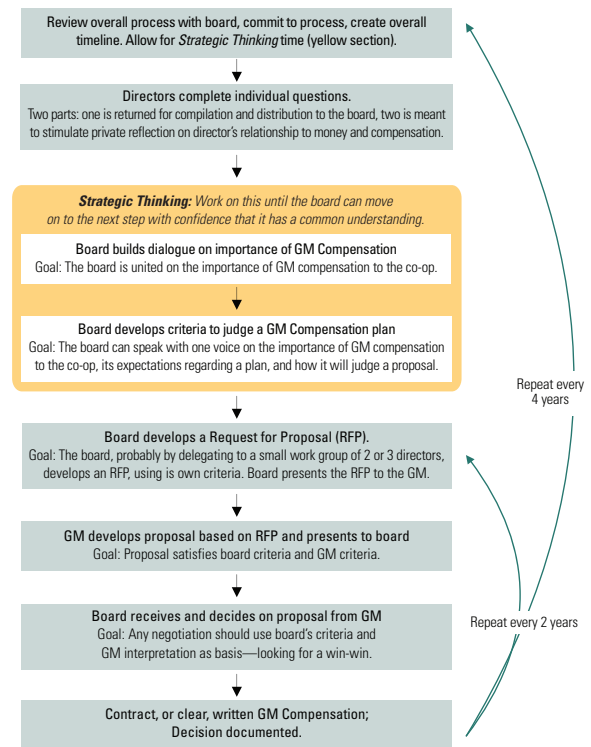 Review overall process with board, commit to process, create overall
timeline. Allow for Strategic Thinking time (yellow section).
Directors complete individual questions.
Two parts: one is returned for compilation and distribution to the board, two is meant
to stimulate private reflection on director's relationship to money and compensation.
Strategic Thinking: Work on this until the board can move
on to the next step with confidence that it has a common understanding.
Board builds dialogue on importance of GM Compensation
Goal: The board is united on the importance of GM compensation to the co-op.
Board develops criteria to judge a GM Compensation plan
Goal: The board can speak with one voice on the importance of GM compensation
to the co-op, its expectations regarding a plan, and how it will judge a proposal.
Repeat every
4 years
Board develops a Request for Proposal (RFP).
Goal: The board, probably by delegating to a small work group of 2 or 3 directors,
develops an RFP, using is own criteria. Board presents the RFP to the GM.
GM develops proposal based on RFP and presents to board
Goal: Proposal satisfies board criteria and GM criteria.
Board receives and decides on proposal from GM
Goal: Any negotiation should use board's criteria and
GM interpretation as basis—looking for a win-win.
Repeat every 2 years
Contract, or clear, written GM Compensation;
Decision documented.